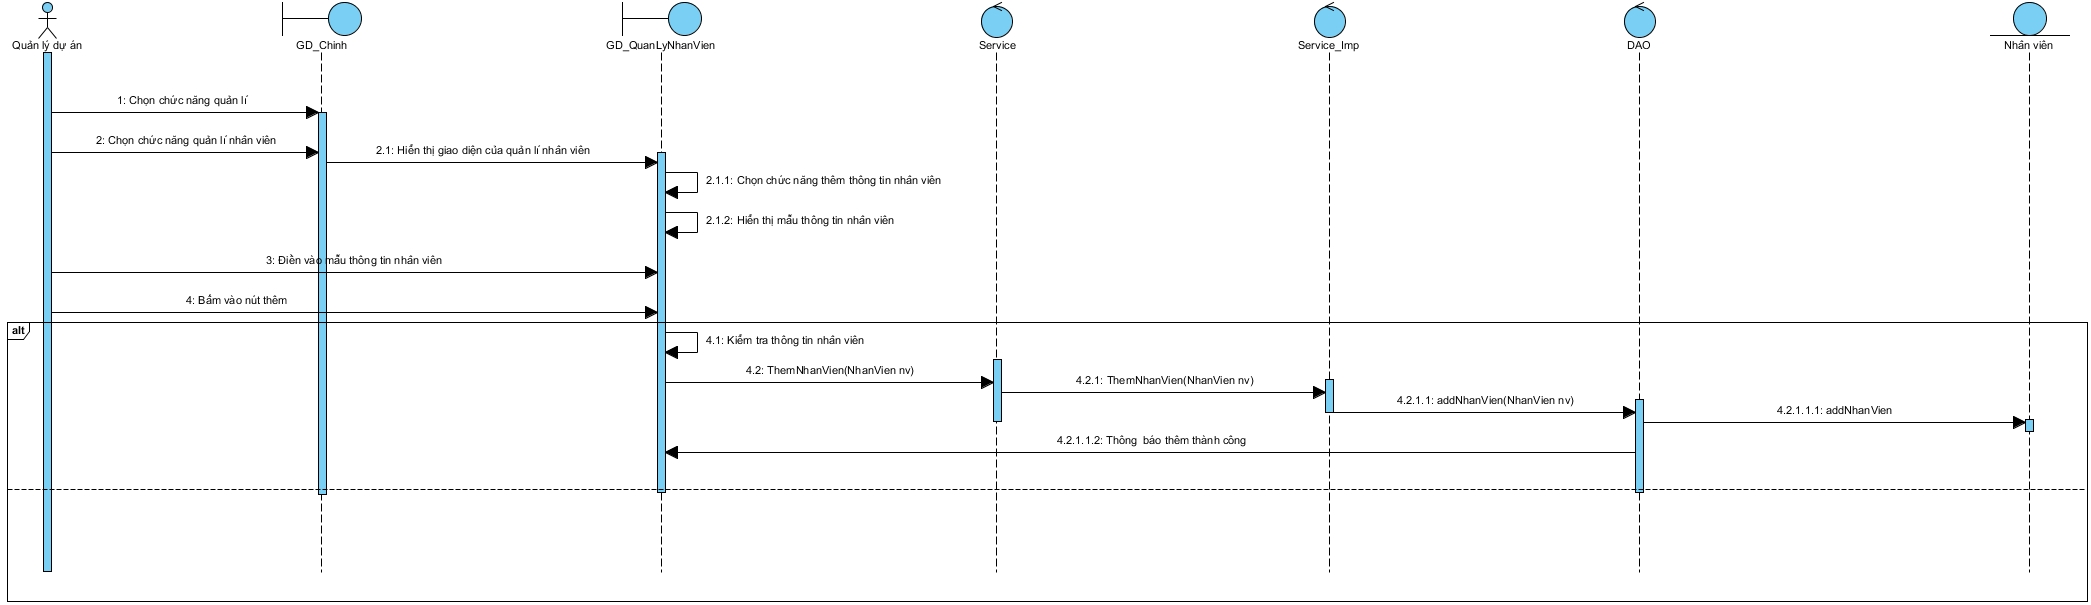 Quản lý dự án
GD_Chinh
GD_QuanLyNhanVien
Service
Service_Imp
DAO
Nhân viên
1: Chọn chức năng quản lí
2: Chọn chức năng quản lí nhân viên
2.1: Hiển thị giao diện của quản lí nhân viên
2.1.1: Chọn chức năng thêm thông tin nhân viên
2.1.2: Hiển thị mẫu thông tin nhân viên
3: Điền vào mẫu thông tin nhân viên
4: Bấm vào nút thêm
alt
4.1: Kiểm tra thông tin nhân viên
4.2: ThemNhanVien(NhanVien nv)
4.2.1: ThemNhanVien(NhanVien nv)
4.2.1.1: addNhanVien(NhanVien nv)
4.2.1.1.1: addNhanVien
4.2.1.1.2: Thông báo thêm thành công